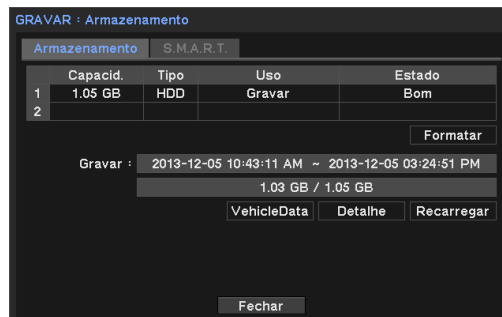 GRAVAR : Armazenamento
Armazenamento S.M.A.R.T.
Capacid. Tipo Uso Estado
1 1.05 GB HDD Gravar Bom
2
Formatar
Gravar : 2013-12-05 10:43:11 AM ~ 2013-12-05 03:24:51 PM
1.03 GB / 1.05 GB
VehicleData Detalhe Recarregar
Fechar